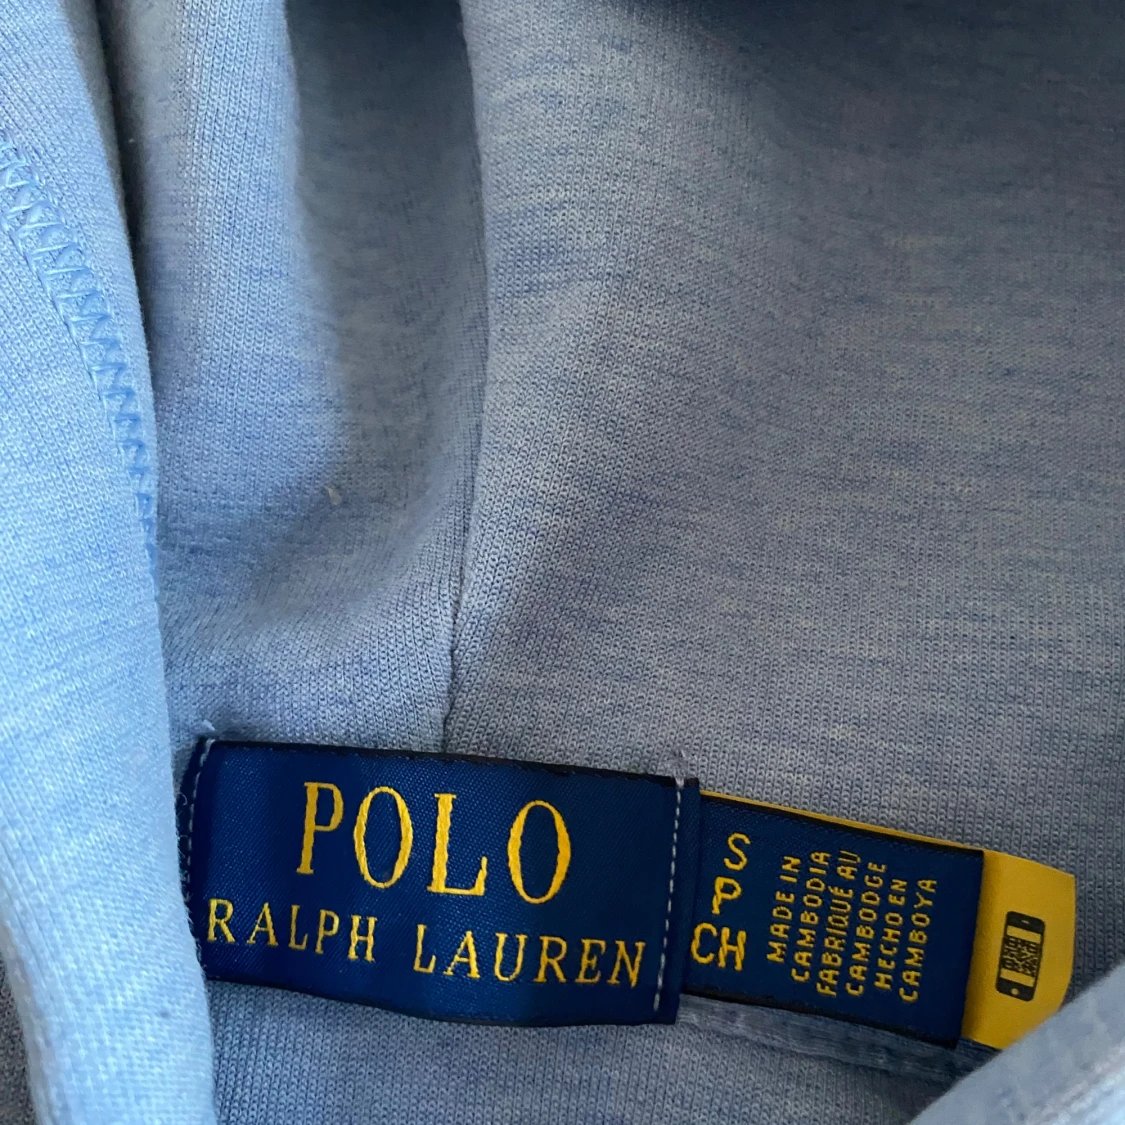 POLO
RALPH LAUREN
S
P
CH
MADE IN
CAMBODIA
FABRIQUÉ AU
CAMBODGE
HECHO EN
CAMBOYA